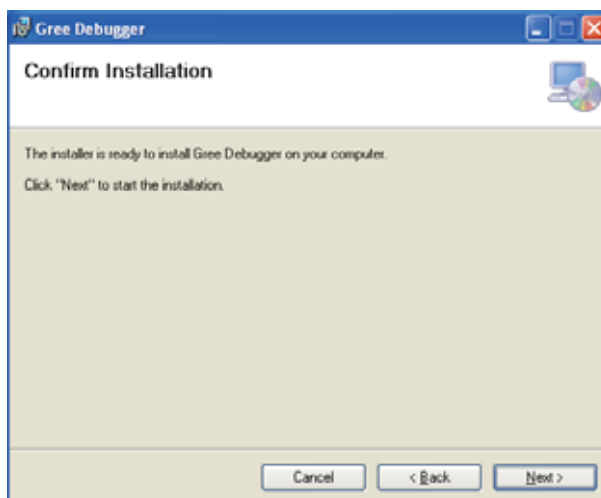 Gree Debugger
Confirm Installation
The installer is ready to install Gree Debugger on your computer.
Click "Next" to start the installation.
Cancel
< Back
Next >